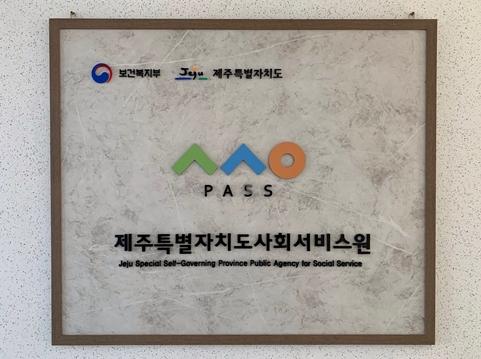 보건복지부 Jeju 제주특별자치도
PASS
제주특별자치도사회서비스원
Jeju Special Self-Governing Province Public Agency for Social Service